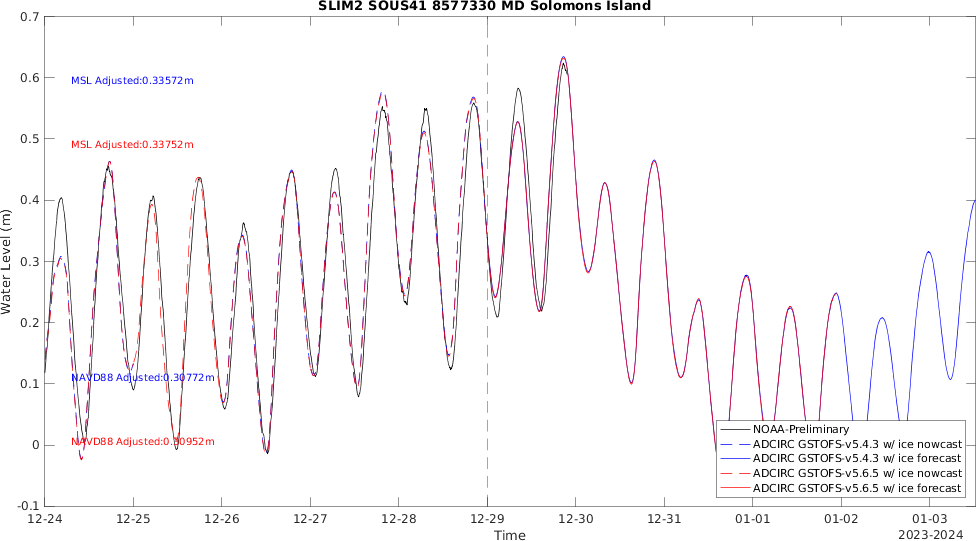 SLIM2 SOUS41 8577330 MD Solomons Island
0.7
0.6
0.5
0.4
0.3
0.2
0.1
0
-0.1
Water Level (m)
MSL Adjusted:0.33572m
MSL Adjusted:0.33752m
NAVD88 Adjusted:0.30772m
NAVD88 Adjusted:0.30952m
NOAA-Preliminary
ADCIRC GSTOFS-v5.4.3 w/ ice nowcast
ADCIRC GSTOFS-v5.4.3 w/ ice forecast
ADCIRC GSTOFS-v5.6.5 w/ ice nowcast
ADCIRC GSTOFS-v5.6.5 w/ ice forecast
12-24 12-25 12-26 12-27 12-28 12-29 12-30 12-31 01-01 01-02 01-03
Time
2023-2024